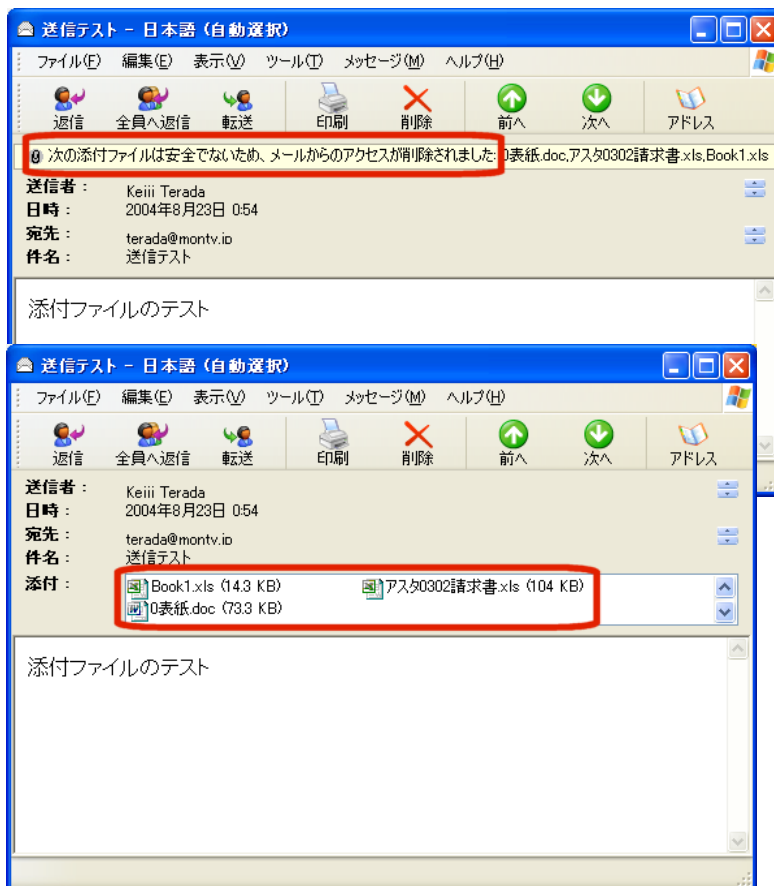 送信テスト - 日本語 (自動選択)
ファイル(F) 編集(E) 表示(V) ツール(T) メッセージ(M) ヘルプ(H)
返信 全員へ返信 転送 印刷 削除 前へ 次へ アドレス
次の添付ファイルは安全でないため、メールからのアクセスが削除されました: 0表紙.doc,アスタ0302請求書.xls,Book1.xls
送信者: Keiii Terada
日時: 2004年8月23日 0:54
宛先: terada@montv.ip
件名: 送信テスト
添付ファイルのテスト
送信テスト - 日本語 (自動選択)
ファイル(F) 編集(E) 表示(V) ツール(T) メッセージ(M) ヘルプ(H)
返信 全員へ返信 転送 印刷 削除 前へ 次へ アドレス
送信者: Keiii Terada
日時: 2004年8月23日 0:54
宛先: terada@montv.ip
件名: 送信テスト
添付: Book1.xls (14.3 KB) アスタ0302請求書.xls (104 KB)
0表紙.doc (73.3 KB)
添付ファイルのテスト